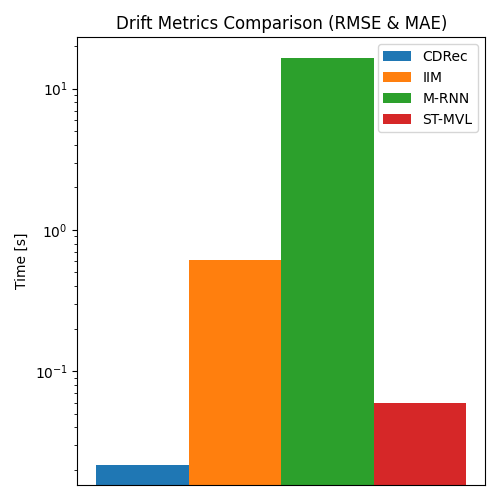 Drift Metrics Comparison (RMSE & MAE)
CDRec
IIM
M-RNN
ST-MVL
10¹
10⁰
10⁻¹
Time [s]